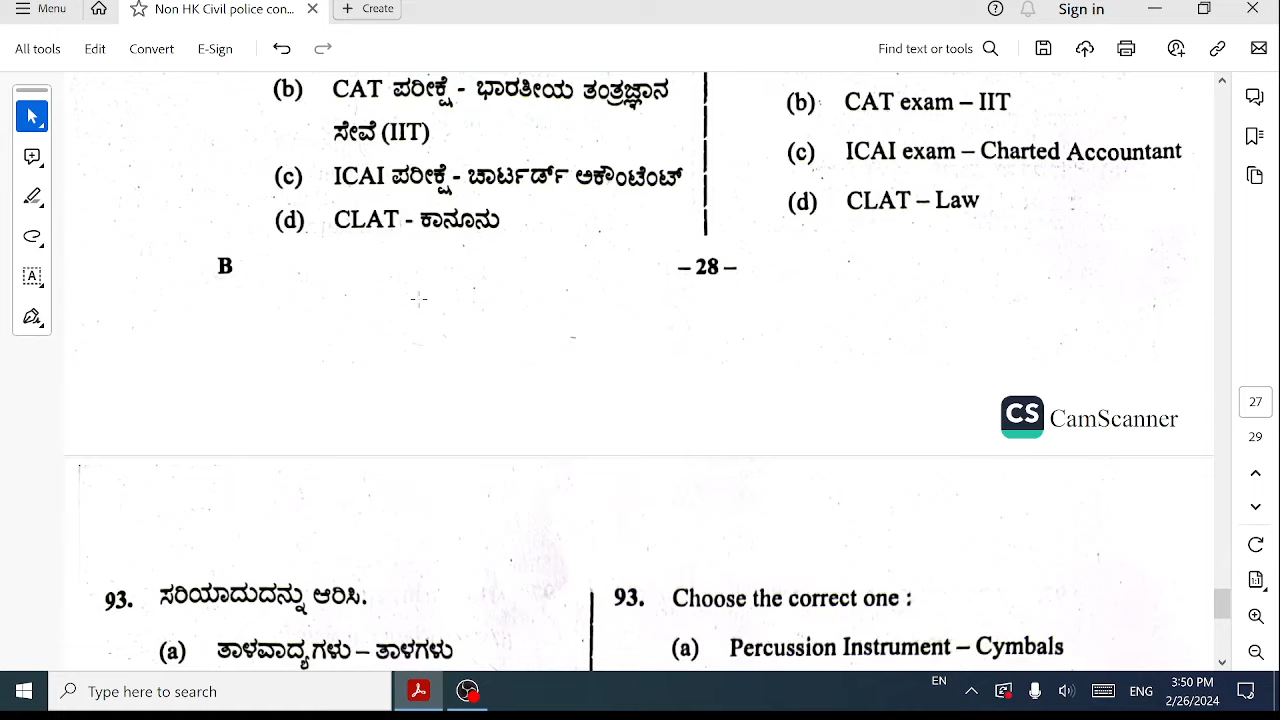 Menu
Non HK Civil police con...
Create
Sign in
All tools
Edit
Convert
E-Sign
Find text or tools
(b) CAT ಪರೀಕ್ಷೆ - ಭಾರತೀಯ ತಂತ್ರಜ್ಞಾನ
ಸೇವೆ (IIT)
(c) ICAI ಪರೀಕ್ಷೆ - ಚಾರ್ಟರ್ಡ್ ಅಕೌಂಟೆಂಟ್
(d) CLAT - ಕಾನೂನು
(b) CAT exam – IIT
(c) ICAI exam – Charted Accountant
(d) CLAT – Law
B
– 28 –
CS CamScanner
27
29
93. ಸರಿಯಾದುದನ್ನು ಆರಿಸಿ.
(a) ತಾಳವಾದ್ಯಗಳು – ತಾಳಗಳು
93. Choose the correct one :
(a) Percussion Instrument – Cymbals
Type here to search
EN
ENG
3:50 PM
2/26/2024